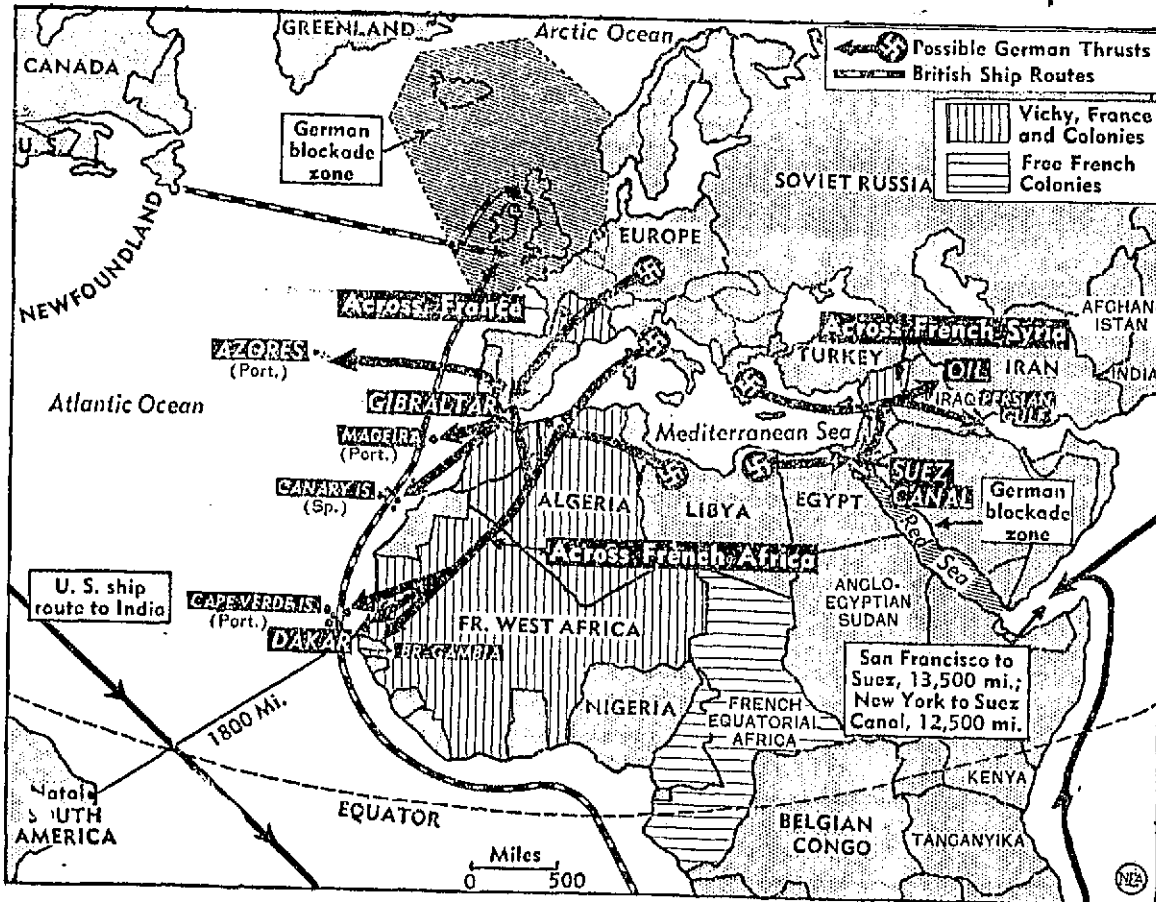 GREENLAND
Arctic Ocean
CANADA
U. S.
NEWFOUNDLAND
German
blockade
zone
Possible German Thrusts
British Ship Routes
Vichy, France
and Colonies
Free French
Colonies
SOVIET RUSSIA
EUROPE
AFGHAN
ISTAN
Across French Syria
TURKEY
OIL
IRAN
INDIA
IRAQ
PERSIAN
GULF
Across France
AZORES
(Port.)
Atlantic Ocean
GIBRALTAR
MADEIRA
(Port.)
CANARY IS.
(Sp.)
Mediterranean Sea
SUEZ
CANAL
German
blockade
zone
Red Sea
ALGERIA
LIBYA
EGYPT
Across French Africa
ANGLO-
EGYPTIAN
SUDAN
U. S. ship
route to India
CAPE VERDE IS.
(Port.)
DAKAR
BR. GAMBIA
FR. WEST AFRICA
NIGERIA
FRENCH
EQUATORIAL
AFRICA
San Francisco to
Suez, 13,500 mi.;
New York to Suez
Canal, 12,500 mi.
1800 Mi.
Natal
SOUTH
AMERICA
EQUATOR
KENYA
BELGIAN
CONGO
TANGANYIKA
Miles
0 500
NEA